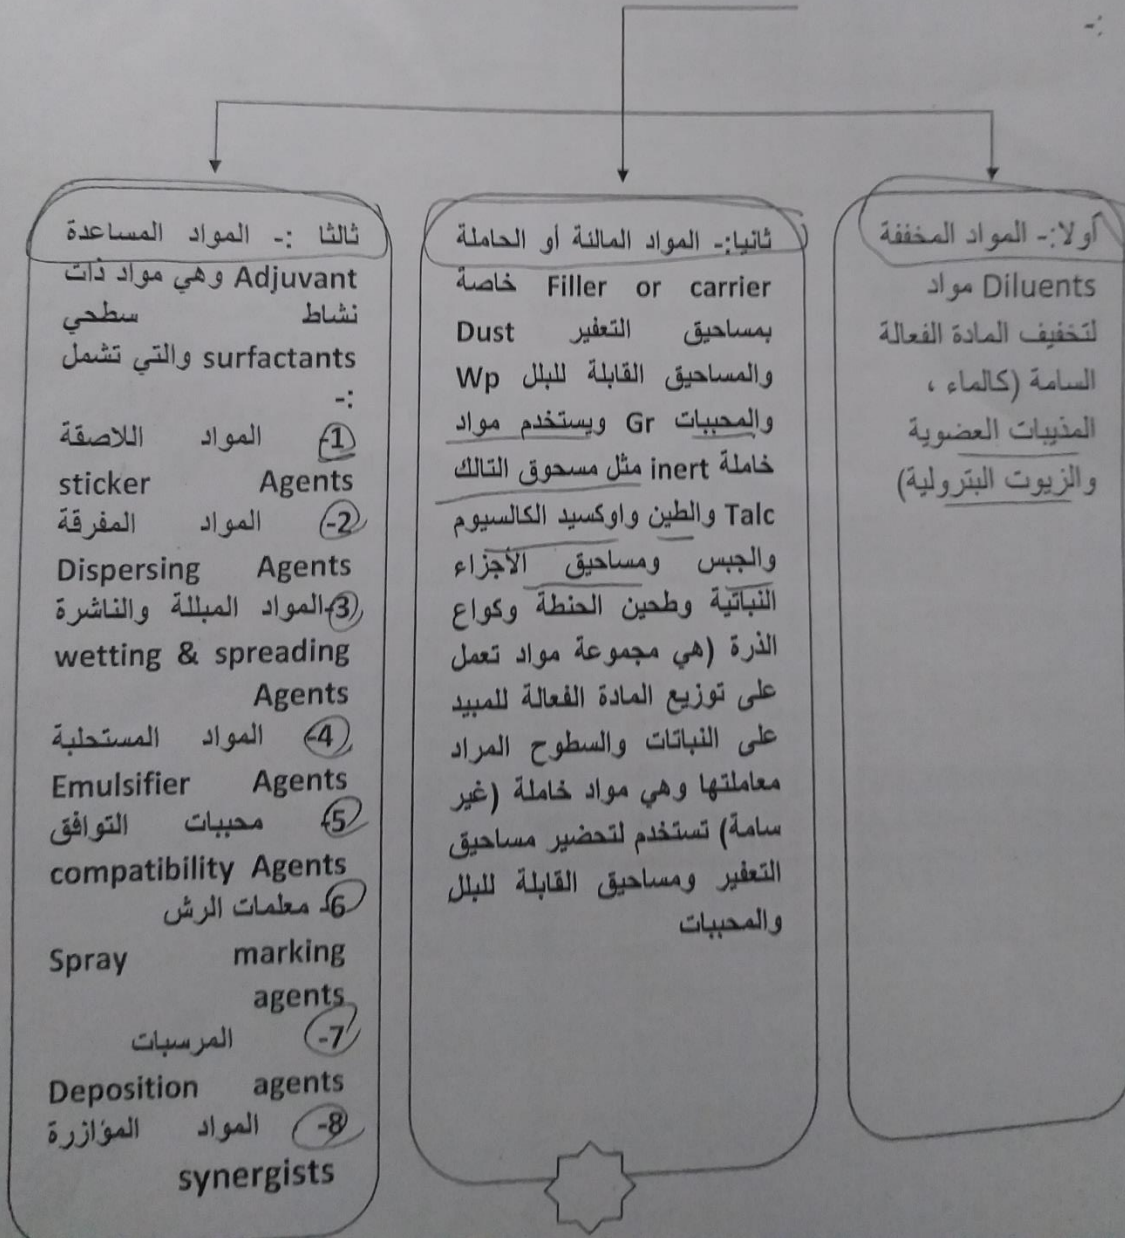 :-
أولا:- المواد المخففة
Diluents مواد
لتخفيف المادة الفعالة
السامة (كالماء ،
المذيبات العضوية
والزيوت البترولية)
ثانيا:- المواد المالئة أو الحاملة
Filler or carrier خاصة
بمساحيق التعفير Dust
والمساحيق القابلة للبلل Wp
والمحببات Gr ويستخدم مواد
خاملة inert مثل مسحوق التالك
Talc والطين واوكسيد الكالسيوم
والجبس ومساحيق الأجزاء
النباتية وطحين الحنطة وكواع
الذرة (هي مجموعة مواد تعمل
على توزيع المادة الفعالة للمبيد
على النباتات والسطوح المراد
معاملتها وهي مواد خاملة (غير
سامة) تستخدم لتحضير مساحيق
التعفير ومساحيق القابلة للبلل
والمحببات
ثالثا :- المواد المساعدة
Adjuvant وهي مواد ذات
نشاط سطحي
surfactants والتي تشمل
:-
1- المواد اللاصقة
sticker Agents
2- المواد المفرقة
Dispersing Agents
3-المواد المبللة والناشرة
wetting & spreading
Agents
4- المواد المستحلبة
Emulsifier Agents
5- محببات التوافق
compatibility Agents
6- معلمات الرش
Spray marking
agents
7- المرسبات
Deposition agents
8- المواد المؤازرة
synergists